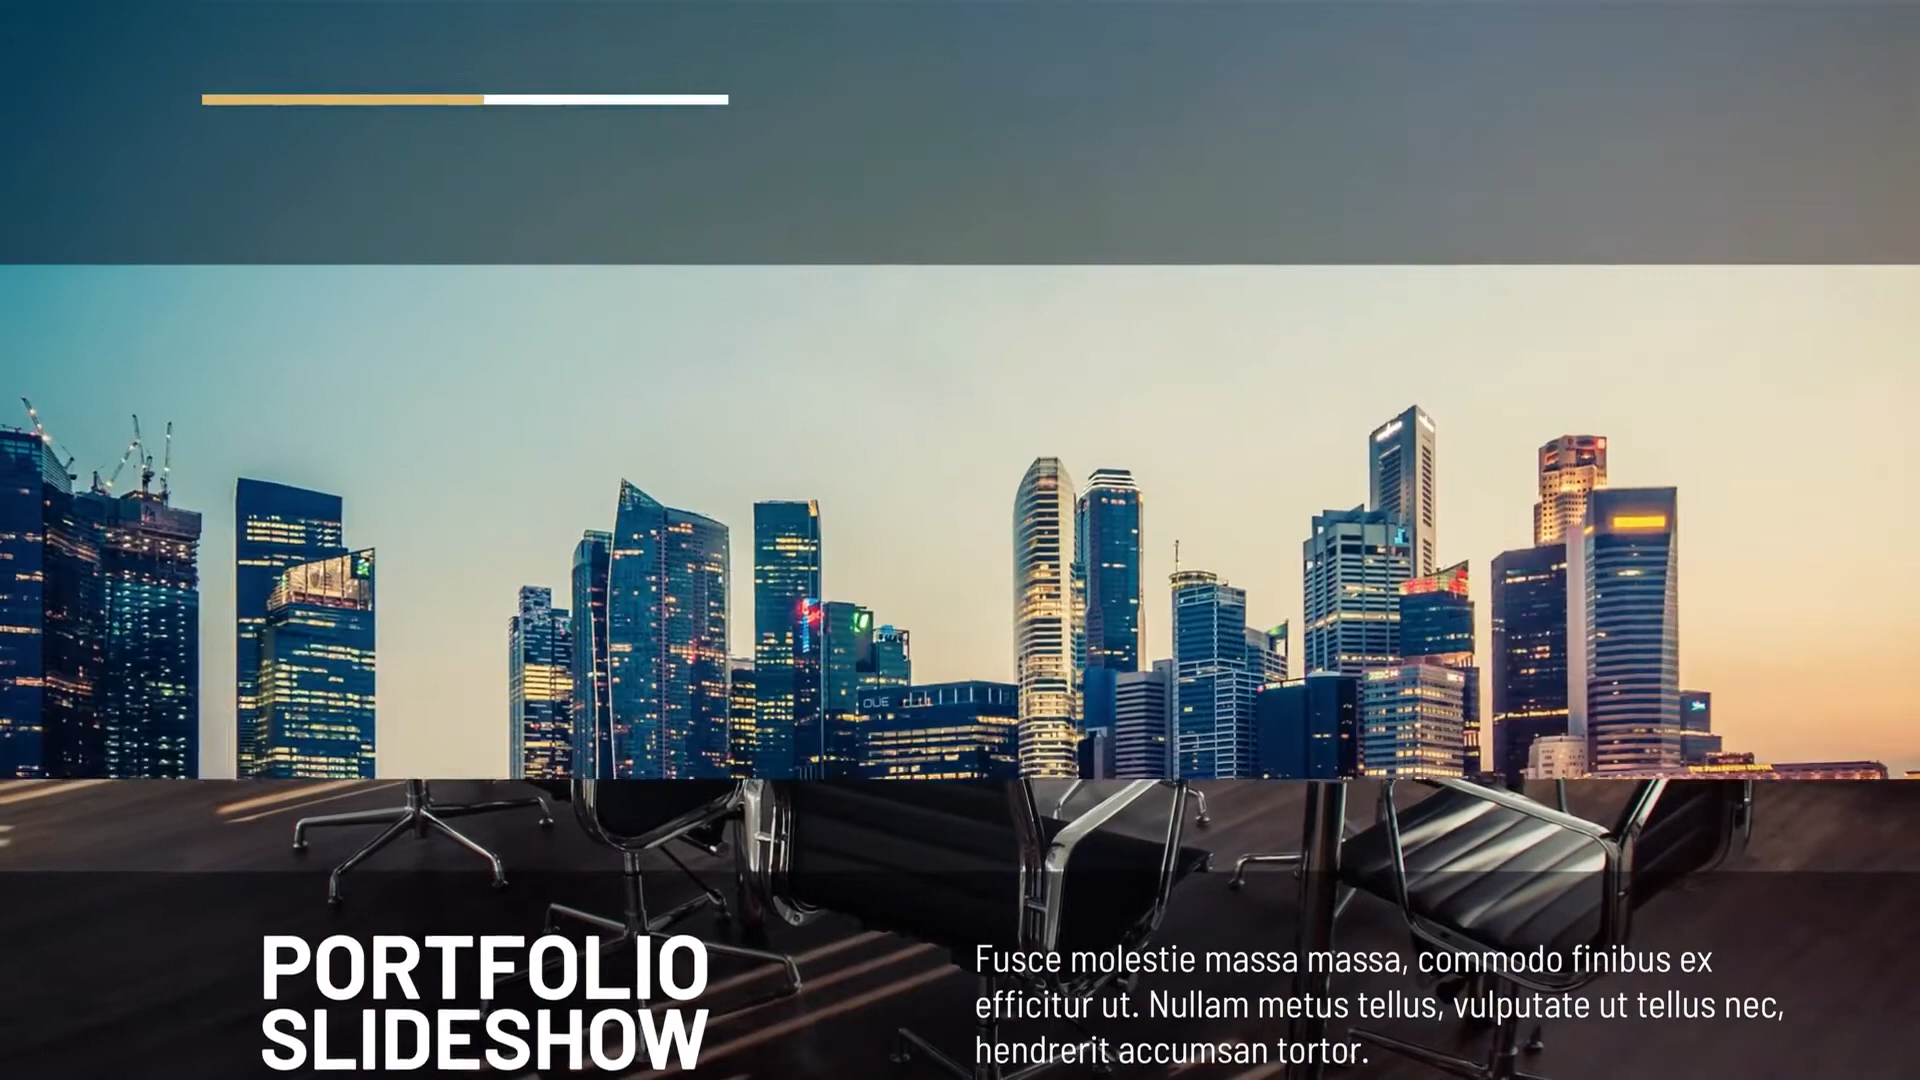 OUE
PORTFOLIO
SLIDESHOW
Fusce molestie massa massa, commodo finibus ex
efficitur ut. Nullam metus tellus, vulputate ut tellus nec,
hendrerit accumsan tortor.